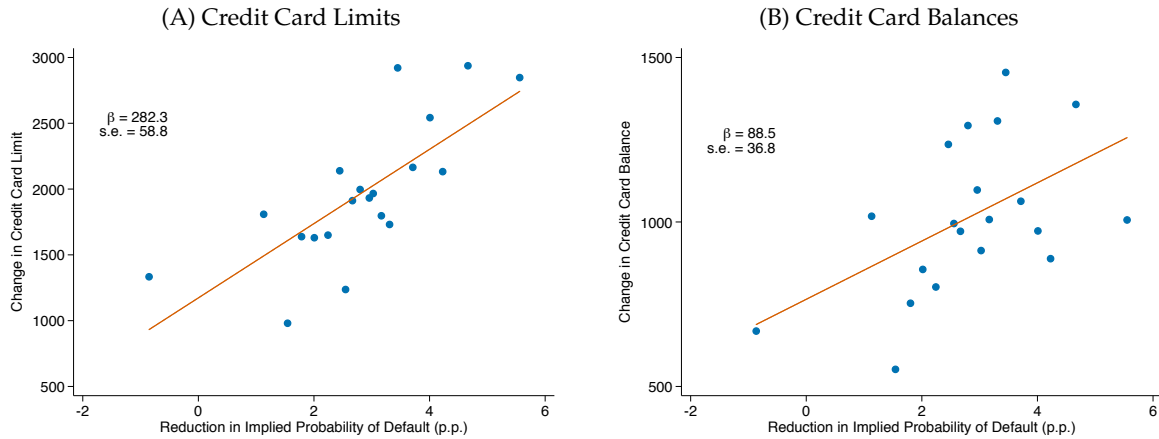 (A) Credit Card Limits
Change in Credit Card Limit
3000
2500
2000
1500
1000
500
β = 282.3
s.e. = 58.8
-2 0 2 4 6
Reduction in Implied Probability of Default (p.p.)
(B) Credit Card Balances
Change in Credit Card Balance
1500
1000
500
β = 88.5
s.e. = 36.8
-2 0 2 4 6
Reduction in Implied Probability of Default (p.p.)